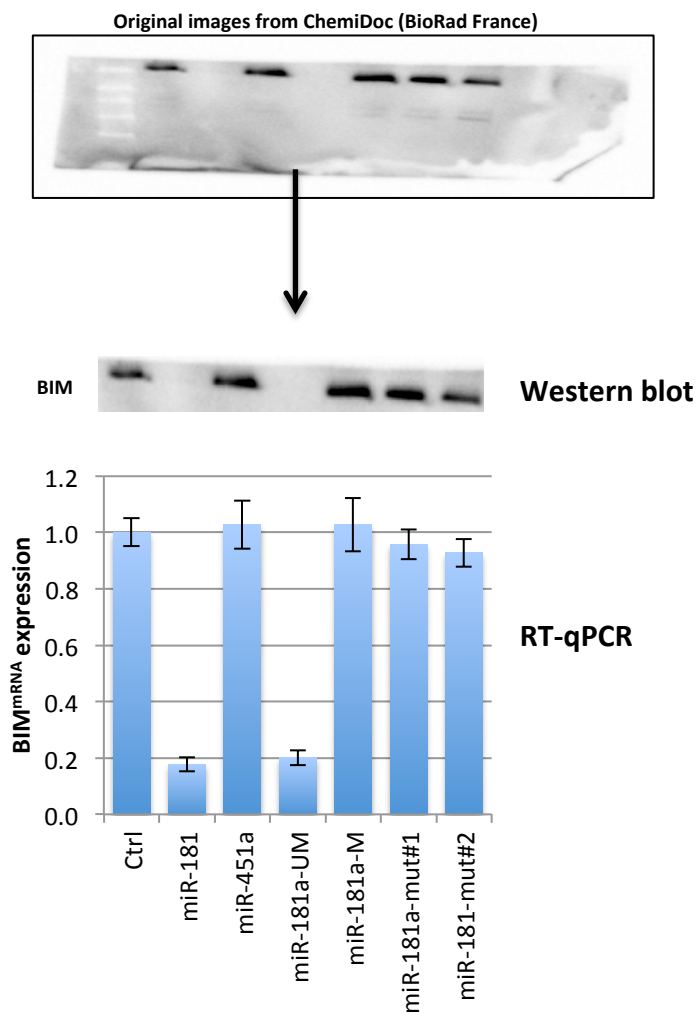 Original images from ChemiDoc (BioRad France)
BIM
Western blot
1.2
1.0
0.8
0.6
0.4
0.2
0.0
BIMmRNA expression
RT-qPCR
Ctrl
miR-181
miR-451a
miR-181a-UM
miR-181a-M
miR-181a-mut#1
miR-181-mut#2